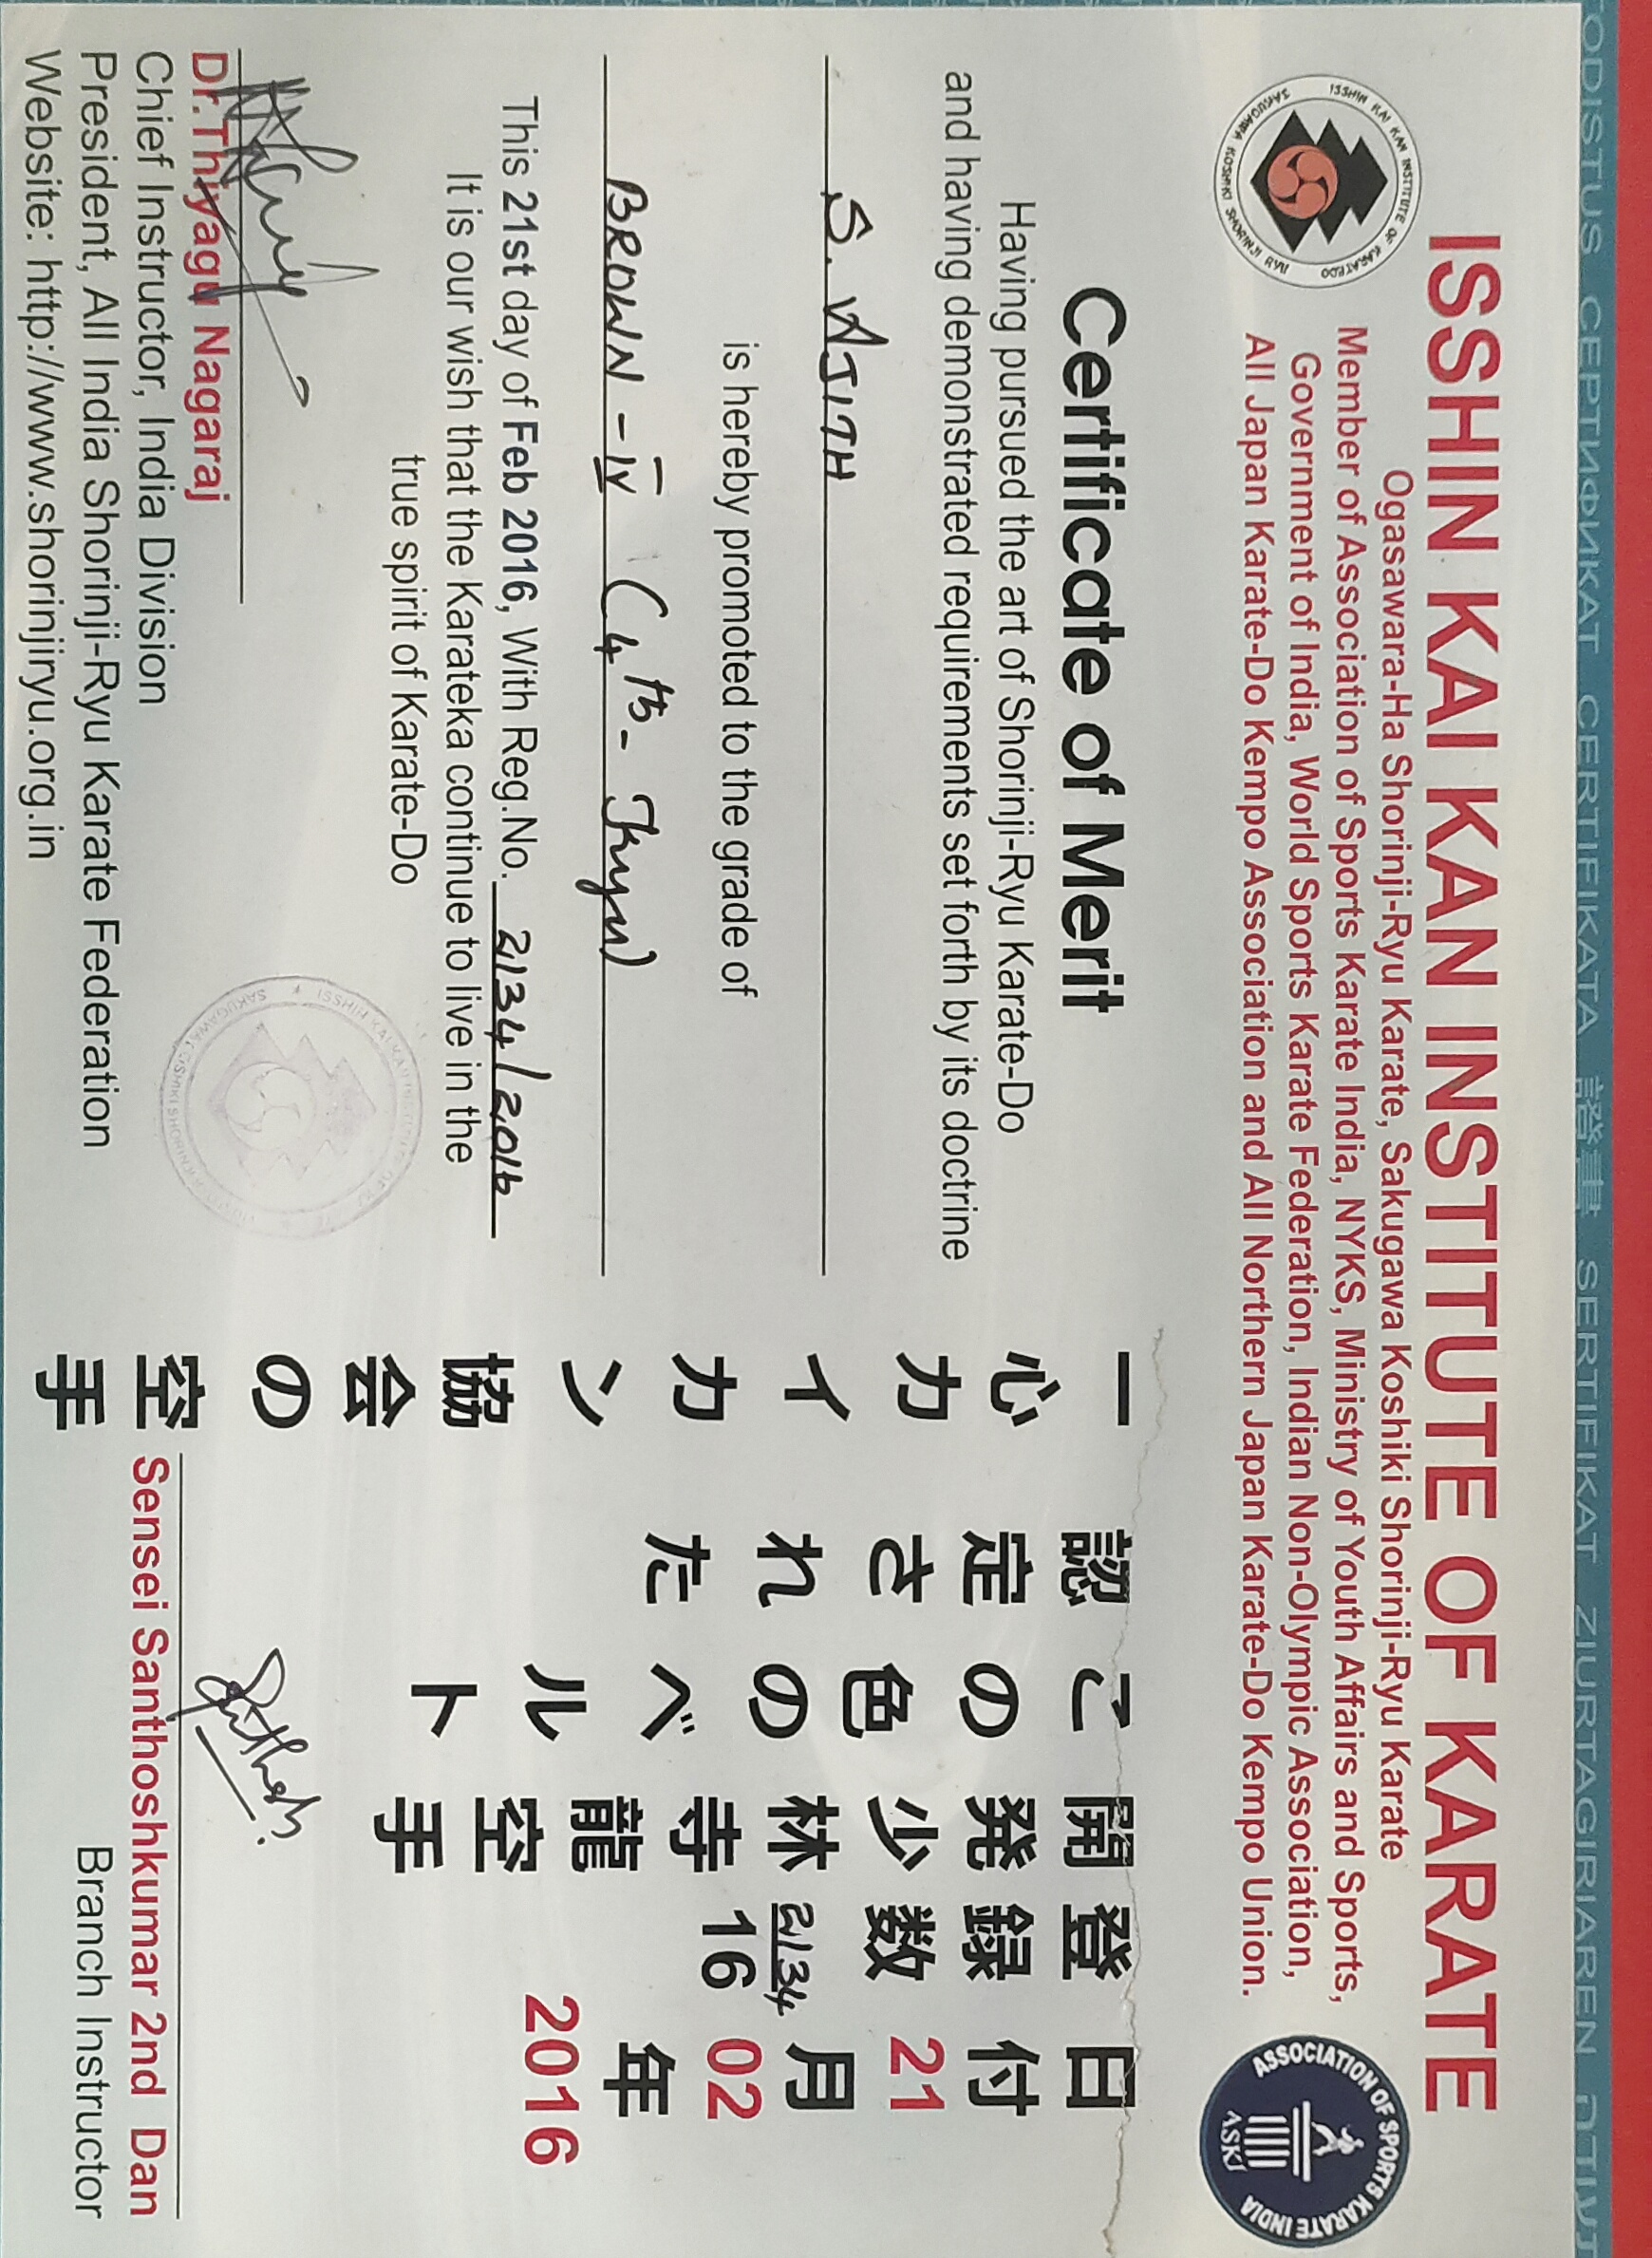 TODISTUS СЕРТИФИКАТ CERTIFIKATA 證書 SERTIFIKAT ZIURTAGIRIAREN
ISSHIN KAI KAN INSTITUTE OF KARATE
Ogasawara-Ha Shorinji-Ryu Karate, Sakugawa Koshiki Shorinji-Ryu Karate
Member of Association of Sports Karate India, NYKS, Ministry of Youth Affairs and Sports,
Government of India, World Sports Karate Federation, Indian Non-Olympic Association,
All Japan Karate-Do Kempo Association and All Northern Japan Karate-Do Kempo Union.
ISSHIN KAI KAN INSTITUTE OF KARATEDO
SAKUGAWA KOSHIKI SHORINJI RYU
ASSOCIATION OF SPORTS KARATE INDIA
ASKI
Certificate of Merit
Having pursued the art of Shorinji-Ryu Karate-Do
and having demonstrated requirements set forth by its doctrine
S. AJITH
is hereby promoted to the grade of
BROWN - IV (4th - Kyu)
This 21st day of Feb 2016, With Reg.No. 2134/2016
It is our wish that the Karateka continue to live in the
true spirit of Karate-Do
一心カイカン協会の空手
認定された
この色のベルト
開発少林寺龍空手
登録数 2134 16
日付 21 月 02 年 2016
Dr.Thiyagu Nagaraj
Chief Instructor, India Division
President, All India Shorinji-Ryu Karate Federation
Website: http://www.shorinjiryu.org.in
Sensei Santhoshkumar 2nd Dan
Branch Instructor